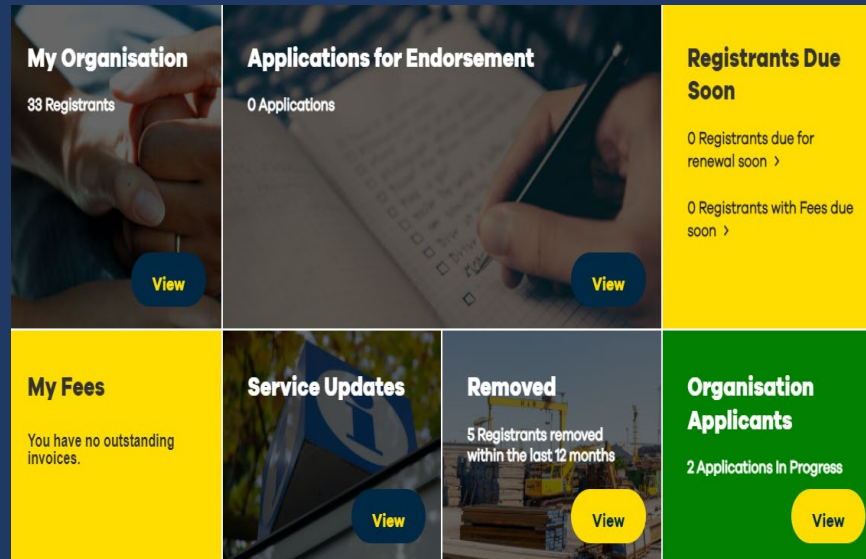 My Organisation
33 Registrants
View
Applications for Endorsement
0 Applications
View
Registrants Due
Soon
0 Registrants due for
renewal soon >
0 Registrants with Fees due
soon >
My Fees
You have no outstanding
invoices.
Service Updates
View
Removed
5 Registrants removed
within the last 12 months
View
Organisation
Applicants
2 Applications In Progress
View